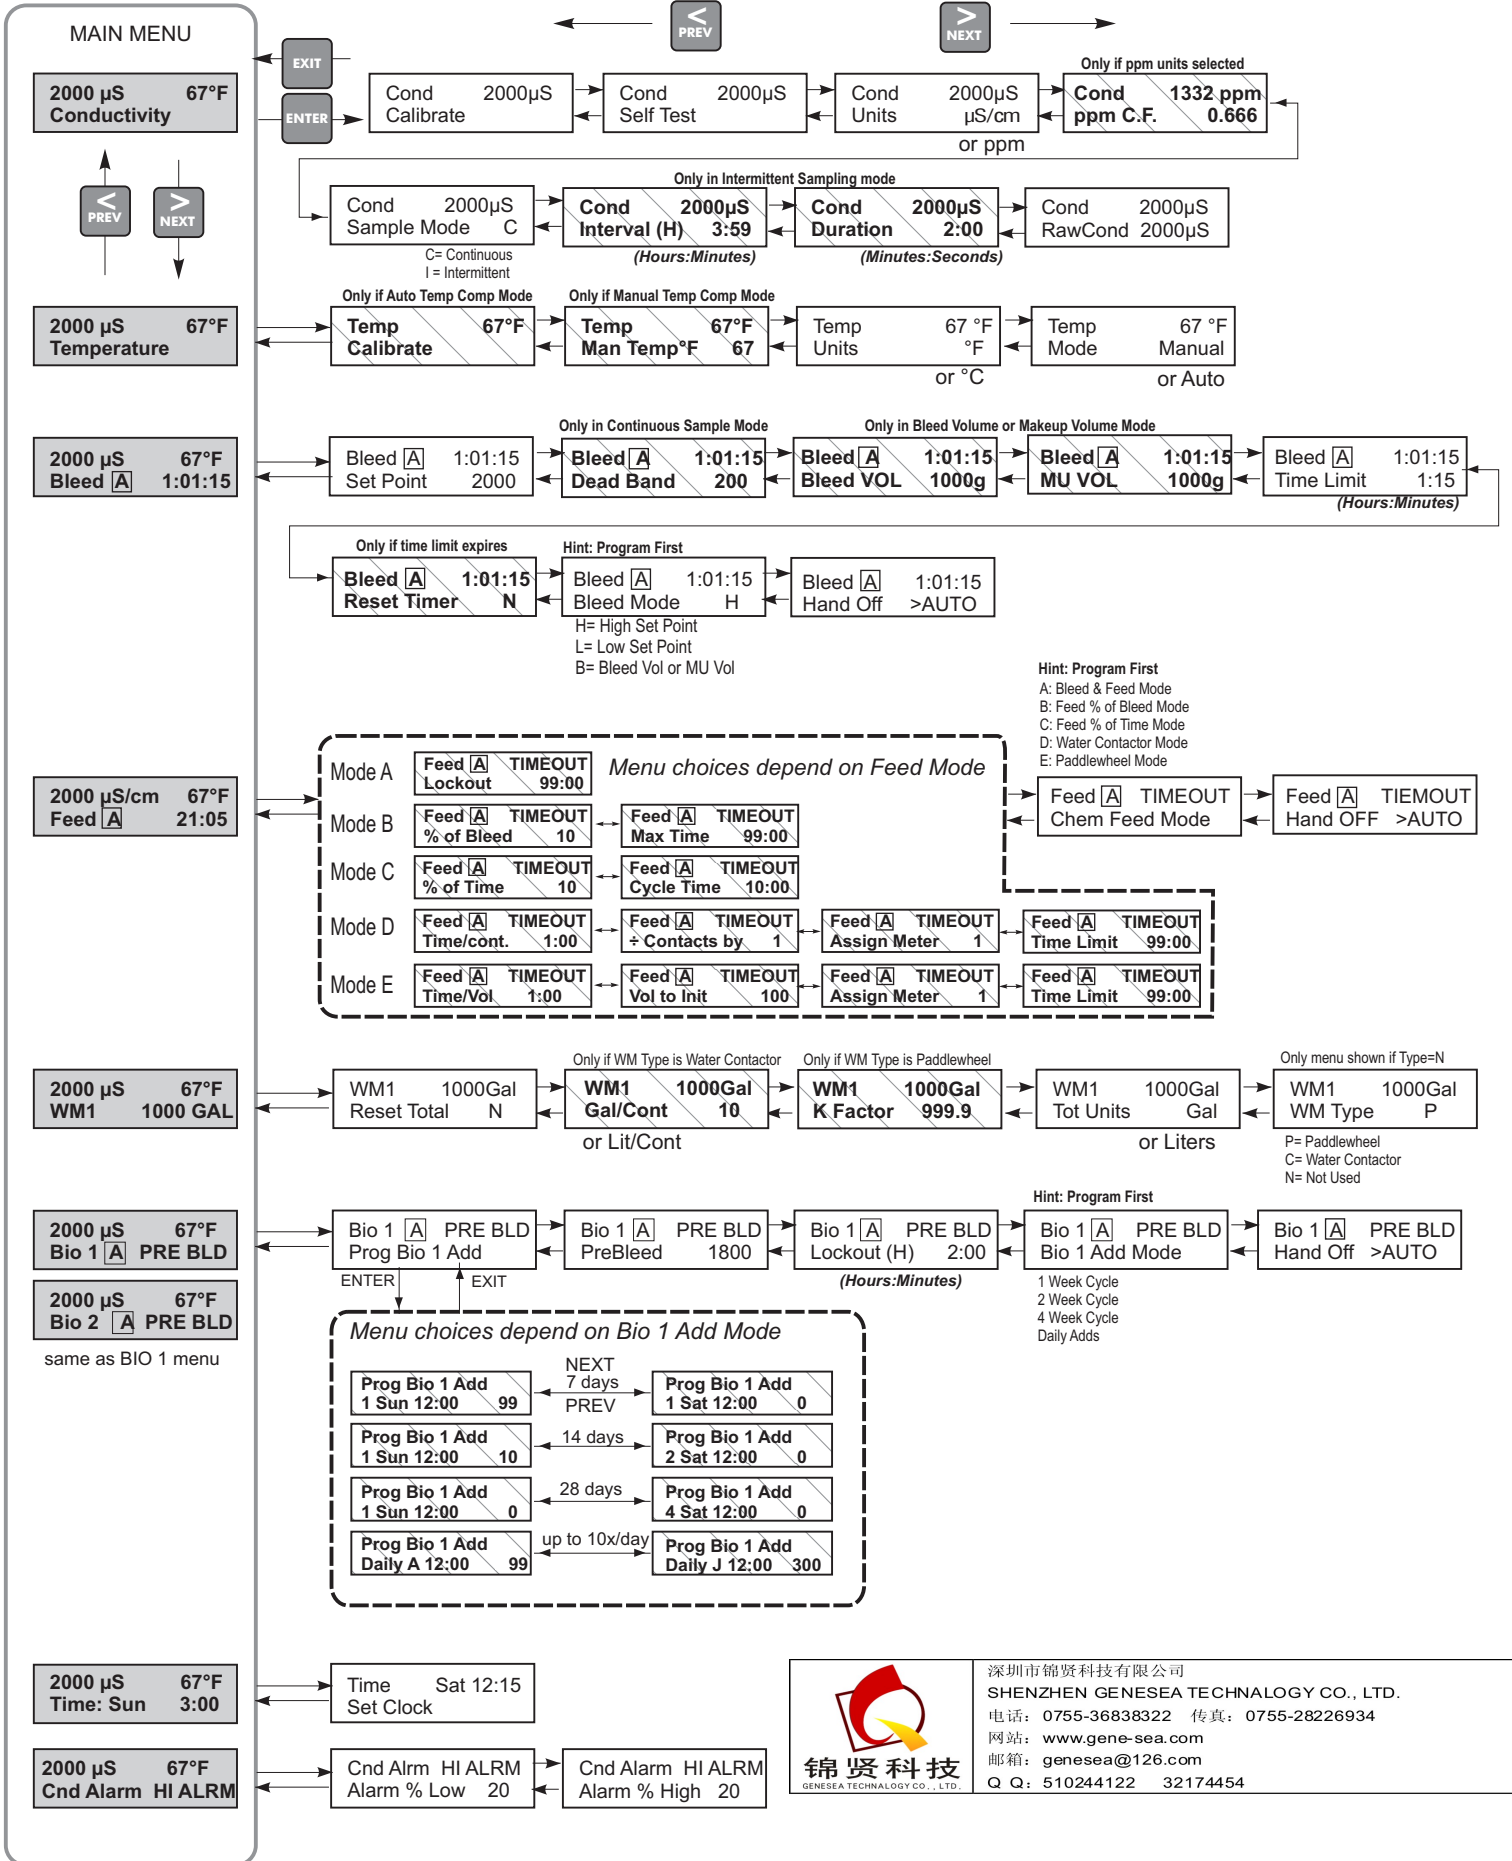 MAIN MENU
< PREV
> NEXT
EXIT
ENTER
2000 µS 67°F
Conductivity
Cond 2000µS
Calibrate
Cond 2000µS
Self Test
Cond 2000µS
Units µS/cm
or ppm
Only if ppm units selected
Cond 1332 ppm
ppm C.F. 0.666
< PREV
> NEXT
Only in Intermittent Sampling mode
Cond 2000µS
Sample Mode C
C= Continuous
I = Intermittent
Cond 2000µS
Interval (H) 3:59
(Hours:Minutes)
Cond 2000µS
Duration 2:00
(Minutes:Seconds)
Cond 2000µS
RawCond 2000µS
2000 µS 67°F
Temperature
Only if Auto Temp Comp Mode
Temp 67°F
Calibrate
Only if Manual Temp Comp Mode
Temp 67°F
Man Temp°F 67
Temp 67 °F
Units °F
or °C
Temp 67 °F
Mode Manual
or Auto
2000 µS 67°F
Bleed A 1:01:15
Bleed A 1:01:15
Set Point 2000
Only in Continuous Sample Mode
Bleed A 1:01:15
Dead Band 200
Only in Bleed Volume or Makeup Volume Mode
Bleed A 1:01:15
Bleed VOL 1000g
Bleed A 1:01:15
MU VOL 1000g
Bleed A 1:01:15
Time Limit 1:15
(Hours:Minutes)
Only if time limit expires
Bleed A 1:01:15
Reset Timer N
Hint: Program First
Bleed A 1:01:15
Bleed Mode H
H= High Set Point
L= Low Set Point
B= Bleed Vol or MU Vol
Bleed A 1:01:15
Hand Off >AUTO
Hint: Program First
A: Bleed & Feed Mode
B: Feed % of Bleed Mode
C: Feed % of Time Mode
D: Water Contactor Mode
E: Paddlewheel Mode
2000 µS/cm 67°F
Feed A 21:05
Menu choices depend on Feed Mode
Mode A
Feed A TIMEOUT
Lockout 99:00
Mode B
Feed A TIMEOUT
% of Bleed 10
Feed A TIMEOUT
Max Time 99:00
Mode C
Feed A TIMEOUT
% of Time 10
Feed A TIMEOUT
Cycle Time 10:00
Mode D
Feed A TIMEOUT
Time/cont. 1:00
Feed A TIMEOUT
÷ Contacts by 1
Feed A TIMEOUT
Assign Meter 1
Feed A TIMEOUT
Time Limit 99:00
Mode E
Feed A TIMEOUT
Time/Vol 1:00
Feed A TIMEOUT
Vol to Init 100
Feed A TIMEOUT
Assign Meter 1
Feed A TIMEOUT
Time Limit 99:00
Feed A TIMEOUT
Chem Feed Mode
Feed A TIEMOUT
Hand OFF >AUTO
2000 µS 67°F
WM1 1000 GAL
WM1 1000Gal
Reset Total N
Only if WM Type is Water Contactor
WM1 1000Gal
Gal/Cont 10
or Lit/Cont
Only if WM Type is Paddlewheel
WM1 1000Gal
K Factor 999.9
WM1 1000Gal
Tot Units Gal
or Liters
Only menu shown if Type=N
WM1 1000Gal
WM Type P
P= Paddlewheel
C= Water Contactor
N= Not Used
2000 µS 67°F
Bio 1 A PRE BLD
Bio 1 A PRE BLD
Prog Bio 1 Add
Bio 1 A PRE BLD
PreBleed 1800
Bio 1 A PRE BLD
Lockout (H) 2:00
(Hours:Minutes)
Hint: Program First
Bio 1 A PRE BLD
Bio 1 Add Mode
1 Week Cycle
2 Week Cycle
4 Week Cycle
Daily Adds
Bio 1 A PRE BLD
Hand Off >AUTO
2000 µS 67°F
Bio 2 A PRE BLD
same as BIO 1 menu
ENTER EXIT
Menu choices depend on Bio 1 Add Mode
Prog Bio 1 Add
1 Sun 12:00 99
NEXT
7 days
PREV
Prog Bio 1 Add
1 Sat 12:00 0
Prog Bio 1 Add
1 Sun 12:00 10
14 days
Prog Bio 1 Add
2 Sat 12:00 0
Prog Bio 1 Add
1 Sun 12:00 0
28 days
Prog Bio 1 Add
4 Sat 12:00 0
Prog Bio 1 Add
Daily A 12:00 99
up to 10x/day
Prog Bio 1 Add
Daily J 12:00 300
2000 µS 67°F
Time: Sun 3:00
Time Sat 12:15
Set Clock
2000 µS 67°F
Cnd Alarm HI ALRM
Cnd Alrm HI ALRM
Alarm % Low 20
Cnd Alarm HI ALRM
Alarm % High 20
锦贤科技
GENESEA TECHNALOGY CO., LTD.
深圳市锦贤科技有限公司
SHENZHEN GENESEA TECHNALOGY CO., LTD.
电话：0755-36838322 传真：0755-28226934
网站：www.gene-sea.com
邮箱：genesea@126.com
Q Q：510244122 32174454